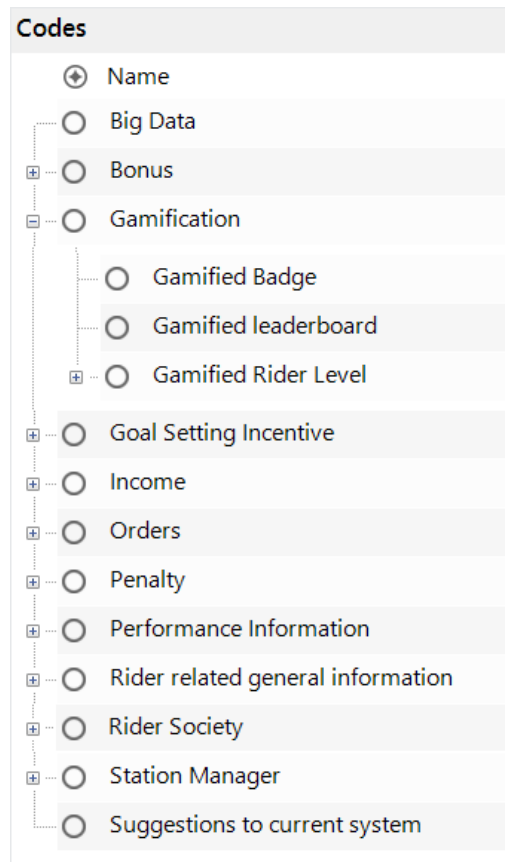 Codes
Name
Big Data
Bonus
Gamification
Gamified Badge
Gamified leaderboard
Gamified Rider Level
Goal Setting Incentive
Income
Orders
Penalty
Performance Information
Rider related general information
Rider Society
Station Manager
Suggestions to current system